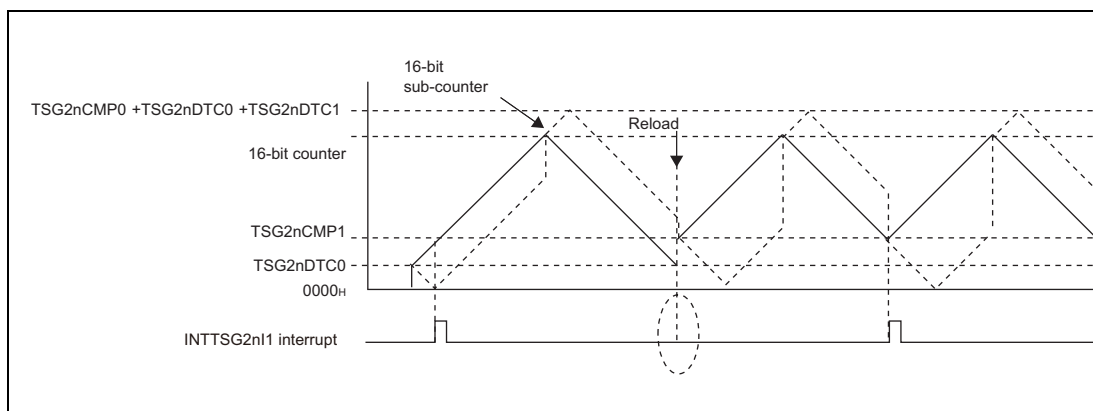 16-bit
sub-counter
TSG2nCMP0 +TSG2nDTC0 +TSG2nDTC1
Reload
16-bit counter
TSG2nCMP1
TSG2nDTC0
0000H
INTTSG2nI1 interrupt